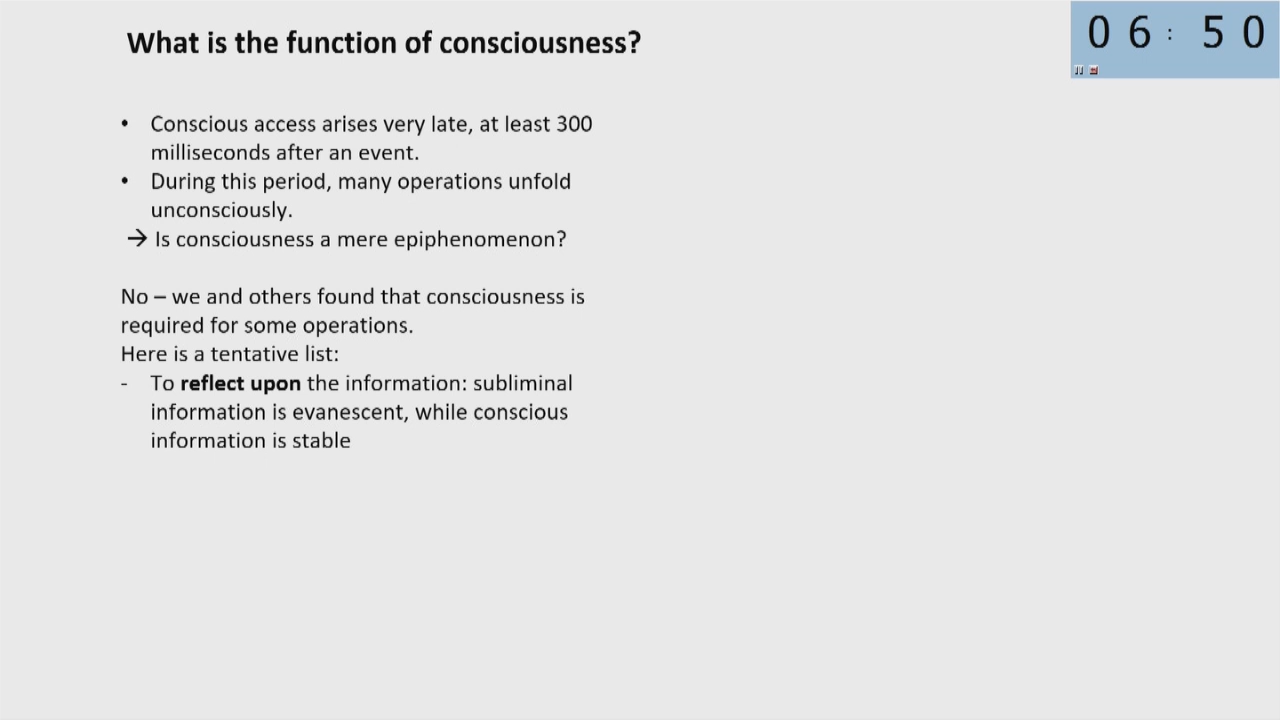 What is the function of consciousness?
06: 50
• Conscious access arises very late, at least 300
milliseconds after an event.
• During this period, many operations unfold
unconsciously.
→ Is consciousness a mere epiphenomenon?
No – we and others found that consciousness is
required for some operations.
Here is a tentative list:
- To reflect upon the information: subliminal
information is evanescent, while conscious
information is stable